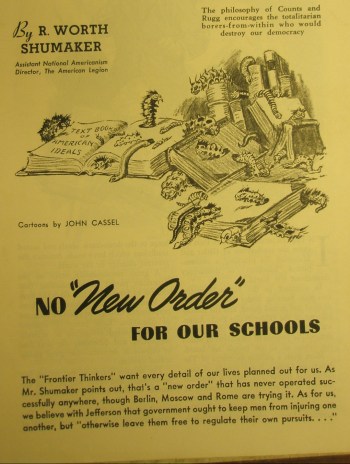 By R. WORTH
SHUMAKER
Assistant National Americanism
Director, The American Legion
The philosophy of Counts and
Rugg encourages the totalitarian
borers-from-within who would
destroy our democracy
TEXT BOOKS
OF
AMERICAN
IDEALS
Cartoons by JOHN CASSEL
NO "New Order"
FOR OUR SCHOOLS
The "Frontier Thinkers" want every detail of our lives planned out for us. As
Mr. Shumaker points out, that's a "new order" that has never operated suc-
cessfully anywhere, though Berlin, Moscow and Rome are trying it. As for us,
we believe with Jefferson that government ought to keep men from injuring one
another, but "otherwise leave them free to regulate their own pursuits. . . ."